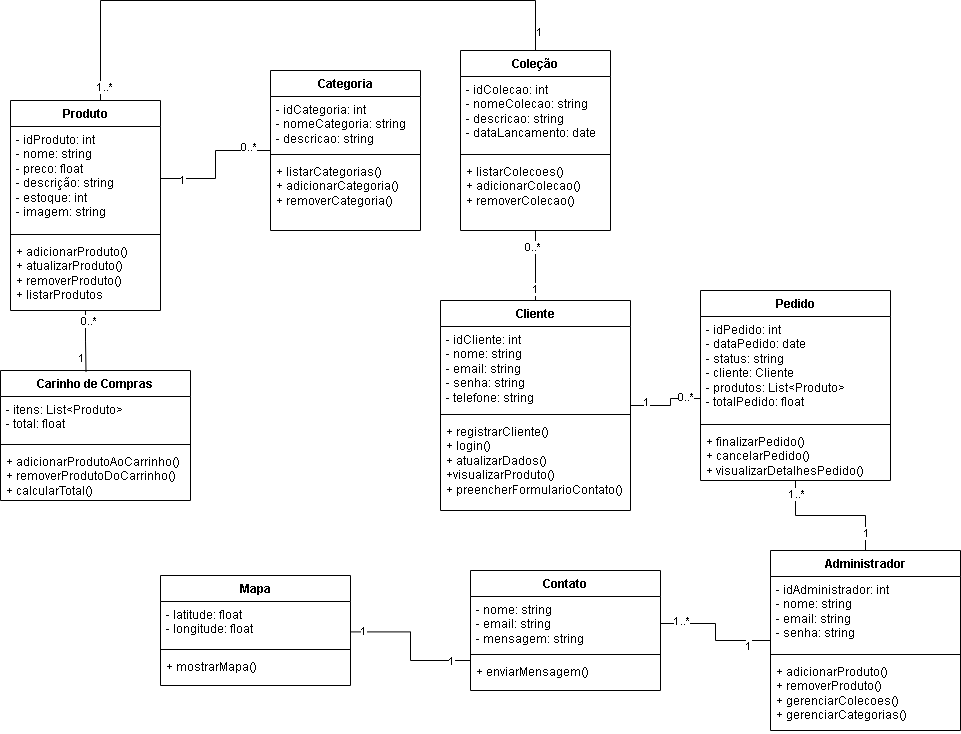 1
1..*
Coleção
- idColecao: int
- nomeColecao: string
- descricao: string
- dataLancamento: date
+ listarColecoes()
+ adicionarColecao()
+ removerColecao()
Categoria
- idCategoria: int
- nomeCategoria: string
- descricao: string
+ listarCategorias()
+ adicionarCategoria()
+ removerCategoria()
Produto
- idProduto: int
- nome: string
- preco: float
- descrição: string
- estoque: int
- imagem: string
+ adicionarProduto()
+ atualizarProduto()
+ removerProduto()
+ listarProdutos
1
0..*
0..*
1
0..*
1
Carinho de Compras
- itens: List<Produto>
- total: float
+ adicionarProdutoAoCarrinho()
+ removerProdutoDoCarrinho()
+ calcularTotal()
Cliente
- idCliente: int
- nome: string
- email: string
- senha: string
- telefone: string
+ registrarCliente()
+ login()
+ atualizarDados()
+visualizarProduto()
+ preencherFormularioContato()
1
0..*
Pedido
- idPedido: int
- dataPedido: date
- status: string
- cliente: Cliente
- produtos: List<Produto>
- totalPedido: float
+ finalizarPedido()
+ cancelarPedido()
+ visualizarDetalhesPedido()
1..*
1
Administrador
- idAdministrador: int
- nome: string
- email: string
- senha: string
+ adicionarProduto()
+ removerProduto()
+ gerenciarColecoes()
+ gerenciarCategorias()
Mapa
- latitude: float
- longitude: float
+ mostrarMapa()
1
1
Contato
- nome: string
- email: string
- mensagem: string
+ enviarMensagem()
1..*
1